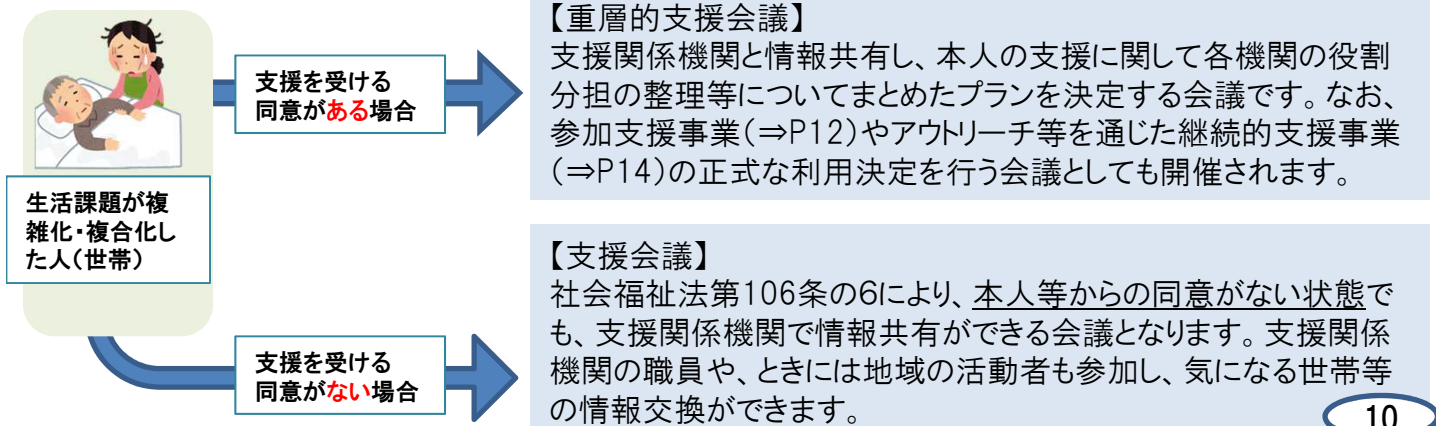 生活課題が複
雑化・複合化し
た人(世帯)
支援を受ける
同意がある場合
【重層的支援会議】
支援関係機関と情報共有し、本人の支援に関して各機関の役割
分担の整理等についてまとめたプランを決定する会議です。なお、
参加支援事業(⇒P12)やアウトリーチ等を通じた継続的支援事業
(⇒P14)の正式な利用決定を行う会議としても開催されます。
支援を受ける
同意がない場合
【支援会議】
社会福祉法第106条の6により、本人等からの同意がない状態で
も、支援関係機関で情報共有ができる会議となります。支援関係
機関の職員や、ときには地域の活動者も参加し、気になる世帯等
の情報交換ができます。
10